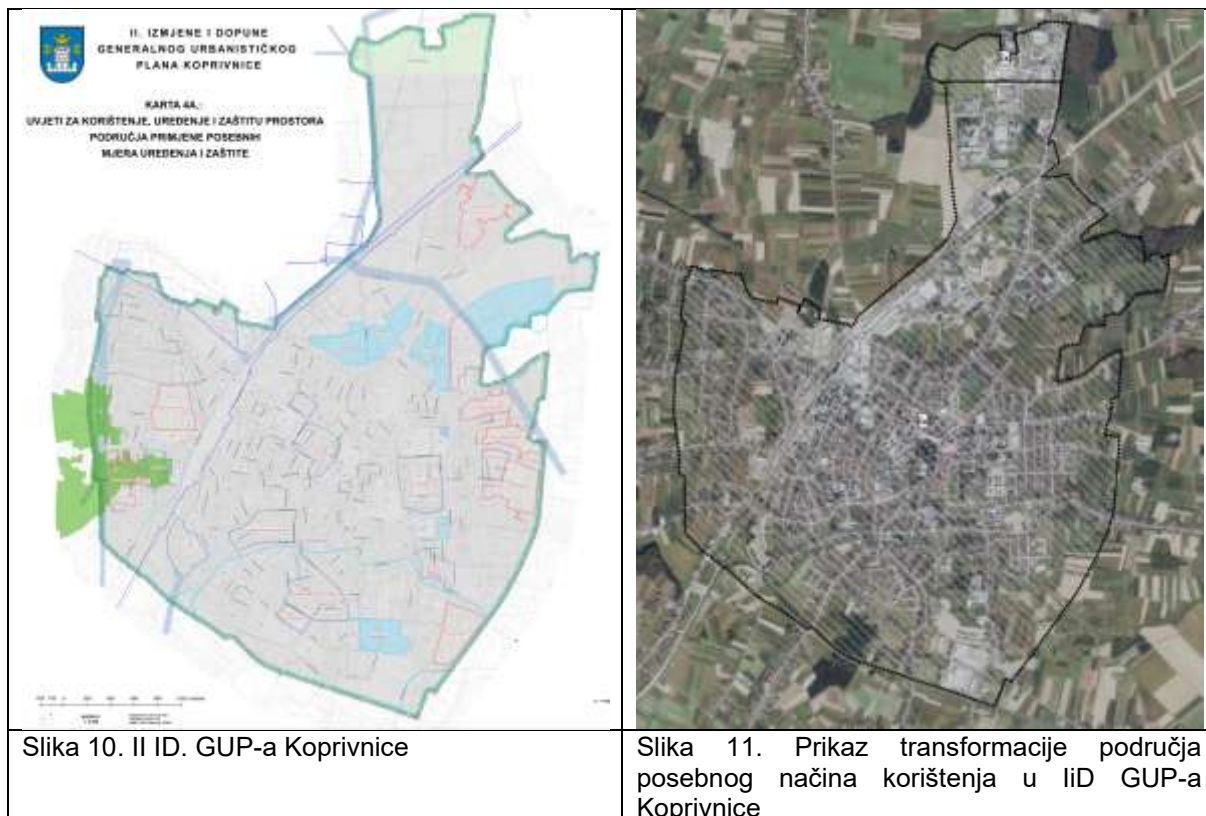 II. IZMJENE I DOPUNE
GENERALNOG URBANISTIČKOG
PLANA KOPRIVNICE
KARTA 4A.:
UVJETI ZA KORIŠTENJE, UREĐENJE I ZAŠTITU PROSTORA
PODRUČJA PRIMJENE POSEBNIH
MJERA UREĐENJA I ZAŠTITE
Slika 10. II ID. GUP-a Koprivnice
Slika 11. Prikaz transformacije područja
posebnog načina korištenja u IiD GUP-a
Koprivnice